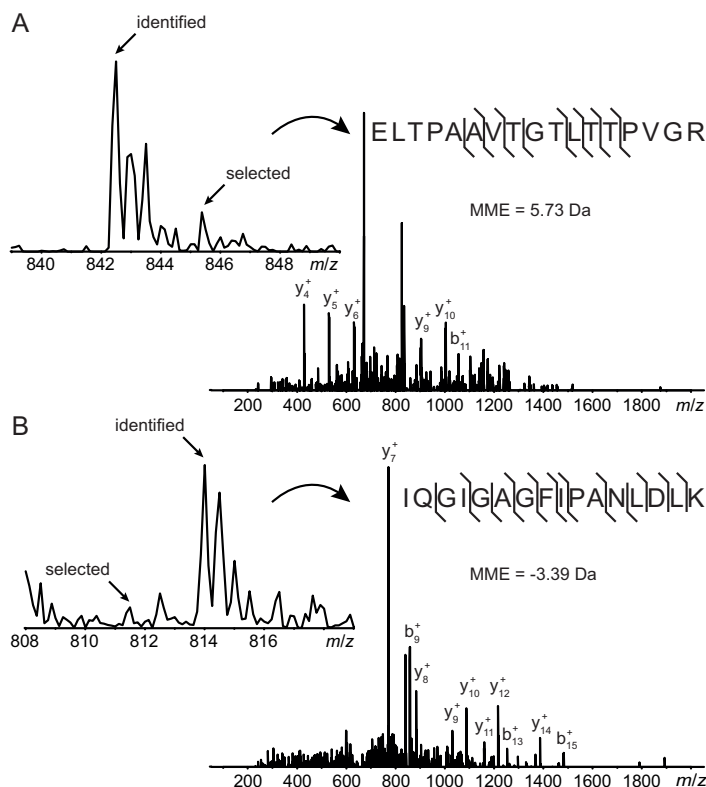 A
identified
selected
840 842 844 846 848 m/z
ELTPAAVTGTLTTPVGR
MME = 5.73 Da
y₄⁺ y₅⁺ y₆⁺ y₉⁺ y₁₀⁺ b₁₁⁺
200 400 600 800 1000 1200 1400 1600 1800 m/z
B
identified
selected
808 810 812 814 816 m/z
IQGIGAGFIPANLDLK
MME = -3.39 Da
y₇⁺
b₉⁺
y₈⁺ y₉⁺ y₁₀⁺ y₁₁⁺ y₁₂⁺ b₁₃⁺ y₁₄⁺ b₁₅⁺
200 400 600 800 1000 1200 1400 1600 1800 m/z